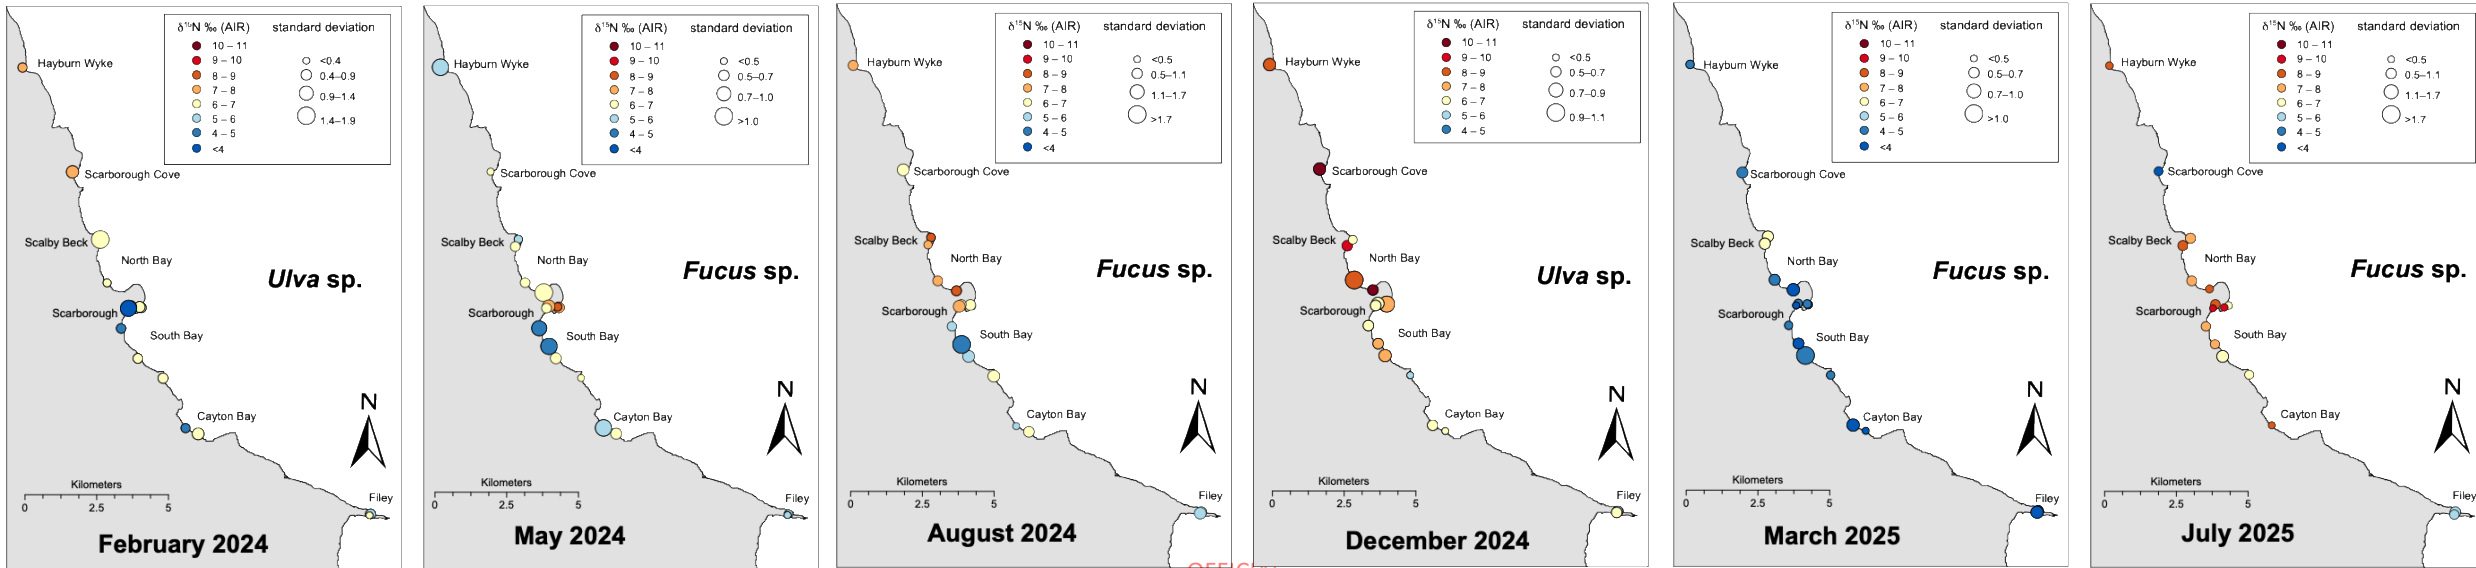 δ¹⁵N ‰ (AIR) standard deviation
10 – 11
9 – 10
8 – 9 <0.4
7 – 8 0.4–0.9
6 – 7 0.9–1.4
5 – 6 1.4–1.9
4 – 5
<4
Hayburn Wyke
Scarborough Cove
Scalby Beck
North Bay
Ulva sp.
Scarborough
South Bay
N
Cayton Bay
Kilometers
0 2.5 5
Filey
February 2024
δ¹⁵N ‰ (AIR) standard deviation
10 – 11
9 – 10
8 – 9 <0.5
7 – 8 0.5–0.7
6 – 7 0.7–1.0
5 – 6 >1.0
4 – 5
<4
Hayburn Wyke
Scarborough Cove
Scalby Beck
North Bay
Fucus sp.
Scarborough
South Bay
N
Cayton Bay
Kilometers
0 2.5 5
Filey
May 2024
δ¹⁵N ‰ (AIR) standard deviation
10 – 11
9 – 10
8 – 9 <0.5
7 – 8 0.5–1.1
6 – 7 1.1–1.7
5 – 6 >1.7
4 – 5
<4
Hayburn Wyke
Scarborough Cove
Scalby Beck
North Bay
Fucus sp.
Scarborough
South Bay
N
Cayton Bay
Kilometers
0 2.5 5
Filey
August 2024
δ¹⁵N ‰ (AIR) standard deviation
10 – 11
9 – 10 <0.5
8 – 9 0.5–0.7
7 – 8 0.7–0.9
6 – 7 0.9–1.1
5 – 6
4 – 5
Hayburn Wyke
Scarborough Cove
Scalby Beck
North Bay
Ulva sp.
Scarborough
South Bay
N
Cayton Bay
Kilometers
0 2.5 5
Filey
December 2024
δ¹⁵N ‰ (AIR) standard deviation
10 – 11
9 – 10
8 – 9 <0.5
7 – 8 0.5–0.7
6 – 7 0.7–1.0
5 – 6 >1.0
4 – 5
<4
Hayburn Wyke
Scarborough Cove
Scalby Beck
North Bay
Fucus sp.
Scarborough
South Bay
N
Cayton Bay
Kilometers
0 2.5 5
Filey
March 2025
δ¹⁵N ‰ (AIR) standard deviation
10 – 11
9 – 10
8 – 9 <0.5
7 – 8 0.5–1.1
6 – 7 1.1–1.7
5 – 6 >1.7
4 – 5
<4
Hayburn Wyke
Scarborough Cove
Scalby Beck
North Bay
Fucus sp.
Scarborough
South Bay
N
Cayton Bay
Kilometers
0 2.5 5
Filey
July 2025